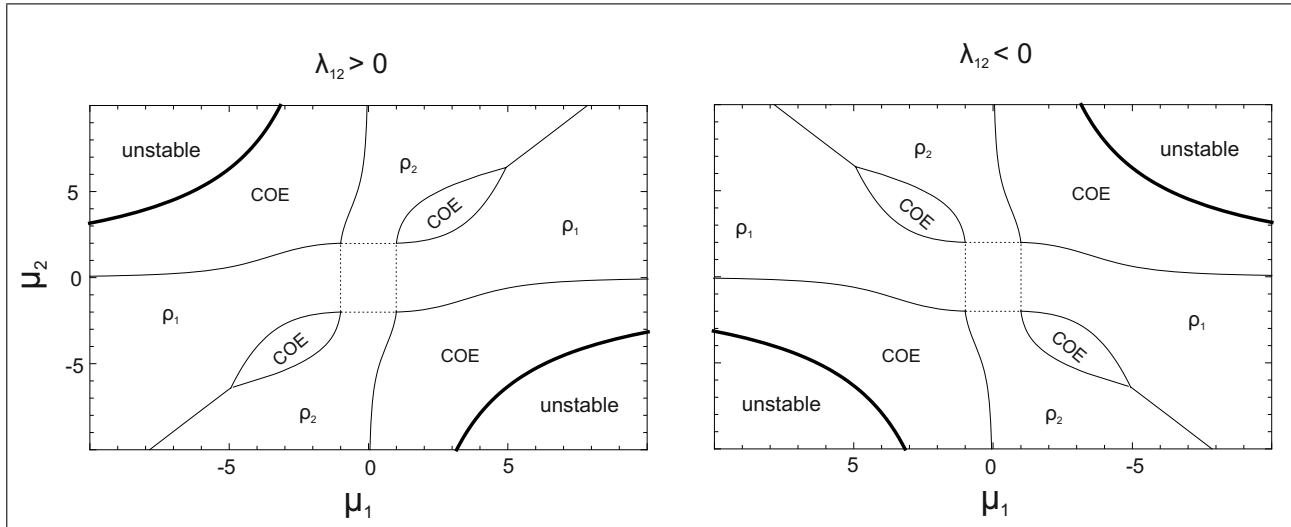 λ₁₂ > 0
unstable
COE
ρ₂
COE
ρ₁
5
0
-5
μ₂
ρ₁
COE
COE
ρ₂
unstable
-5 0 5
μ₁
λ₁₂ < 0
ρ₂
COE
unstable
COE
ρ₁
ρ₁
COE
COE
unstable
ρ₂
5 0 -5
μ₁